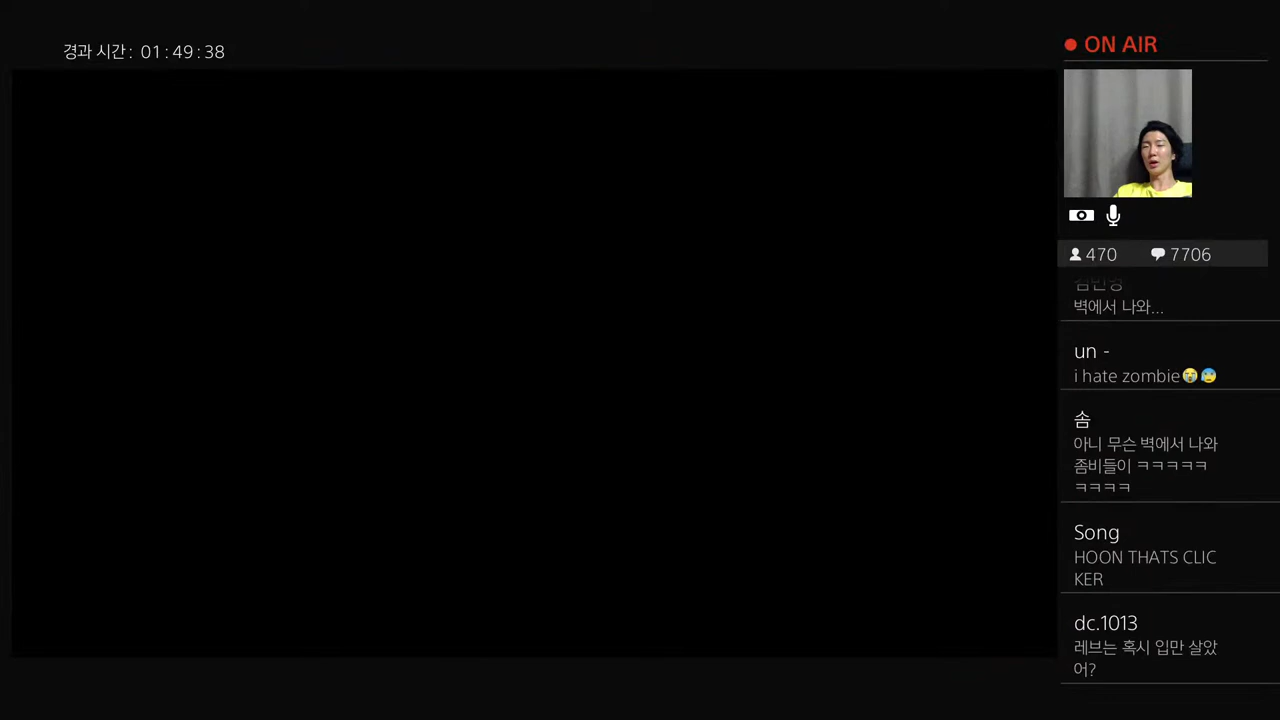 경과 시간: 01:49:38
ON AIR
470 7706
벽에서 나와...
un -
i hate zombie😭😰
솜
아니 무슨 벽에서 나와
좀비들이 ㅋㅋㅋㅋㅋ
ㅋㅋㅋㅋ
Song
HOON THATS CLIC
KER
dc.1013
레브는 혹시 입만 살았
어?